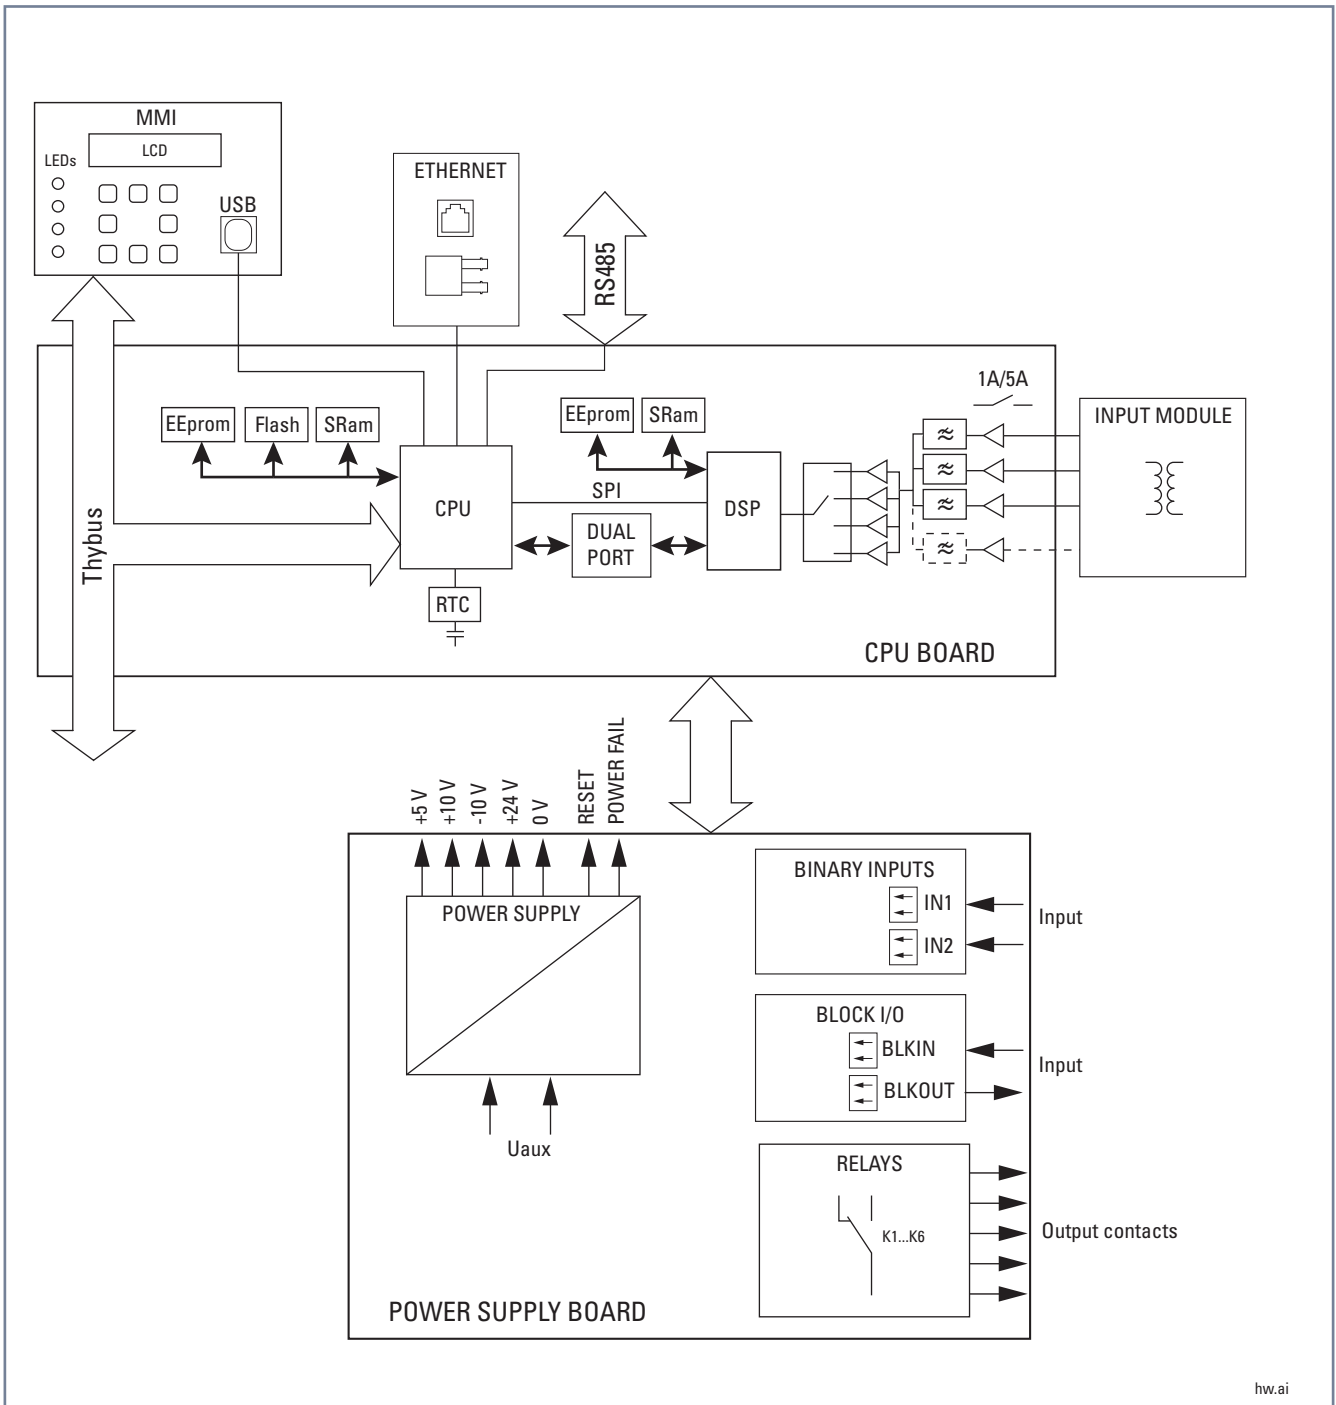 MMI
LCD
LEDs
USB
ETHERNET
RS485
1A/5A
INPUT MODULE
EEprom
Flash
SRam
EEprom
SRam
CPU
SPI
DSP
DUAL
PORT
RTC
Thybus
CPU BOARD
+5 V
+10 V
-10 V
+24 V
0 V
RESET
POWER FAIL
POWER SUPPLY
Uaux
BINARY INPUTS
IN1
IN2
Input
BLOCK I/O
BLKIN
BLKOUT
Input
RELAYS
K1...K6
Output contacts
POWER SUPPLY BOARD
hw.ai